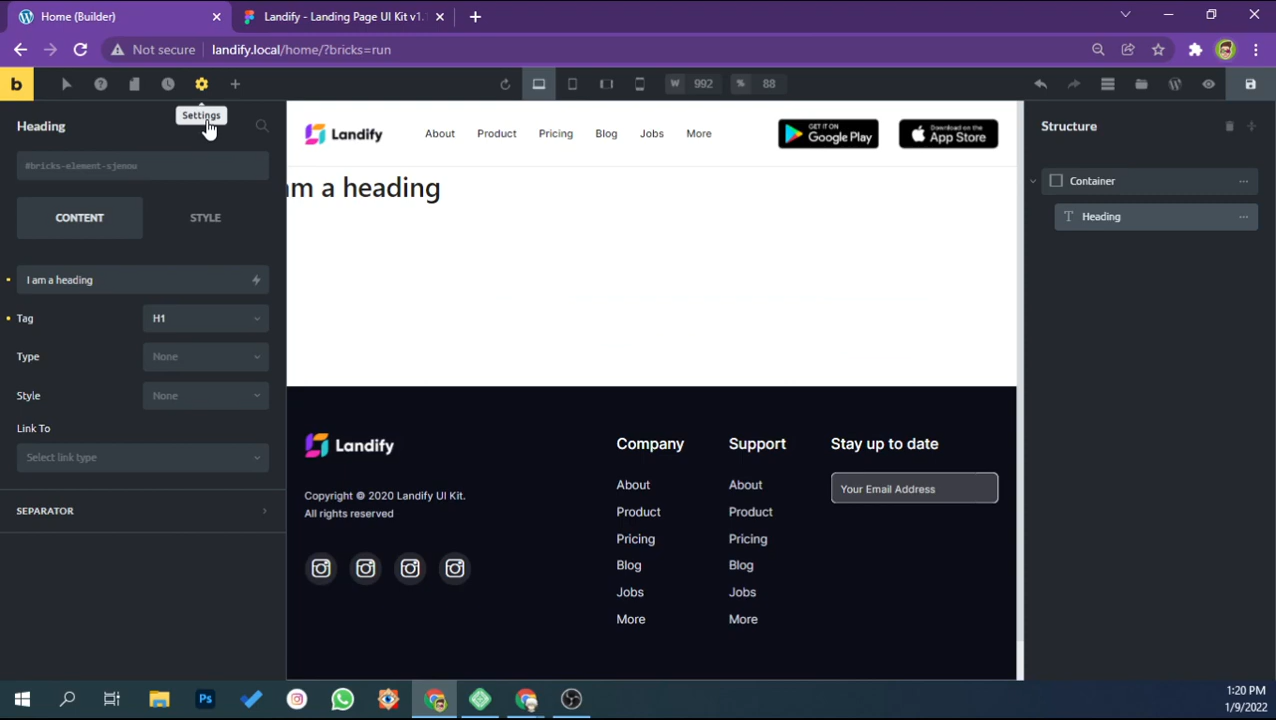 Home (Builder)
Landify - Landing Page UI Kit v1.
Not secure
landify.local/home/?bricks=run
b
W 992
% 88
Settings
Heading
#bricks-element-sjenou
CONTENT
STYLE
I am a heading
Tag
H1
Type
None
Style
None
Link To
Select link type
SEPARATOR
Landify
About
Product
Pricing
Blog
Jobs
More
GET IT ON
Google Play
Download on the
App Store
am a heading
Landify
Copyright © 2020 Landify UI Kit.
All rights reserved
Company
About
Product
Pricing
Blog
Jobs
More
Support
About
Product
Pricing
Blog
Jobs
More
Stay up to date
Your Email Address
Structure
Container
Heading
Ps
1:20 PM
1/9/2022